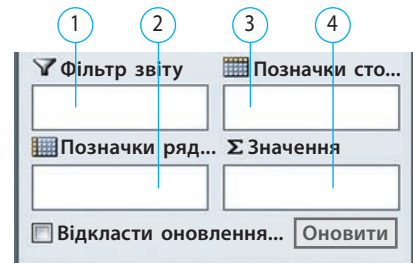 1 2 3 4
Фільтр звіту Позначки сто...
Позначки ряд... Σ Значення
Відкласти оновлення... Оновити